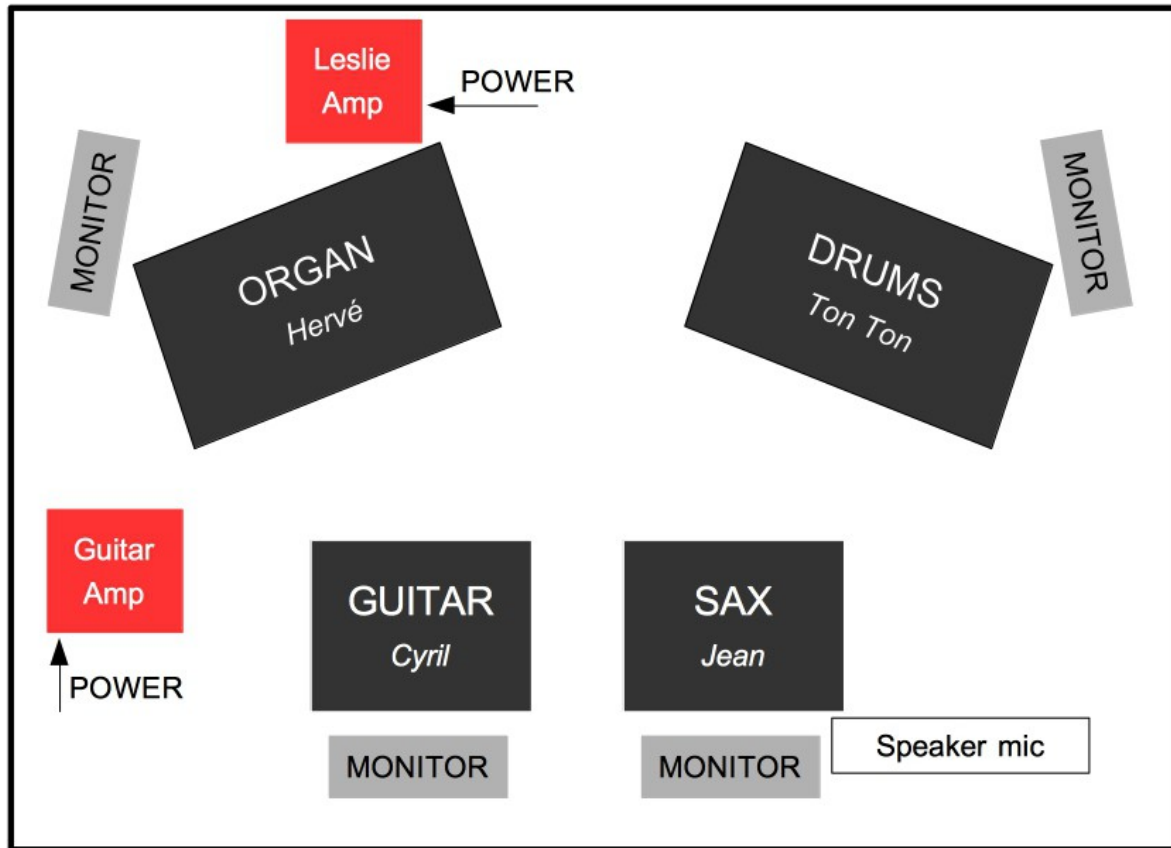 Leslie
Amp
POWER
MONITOR
MONITOR
ORGAN
Hervé
DRUMS
Ton Ton
Guitar
Amp
POWER
GUITAR
Cyril
SAX
Jean
MONITOR
MONITOR
Speaker mic